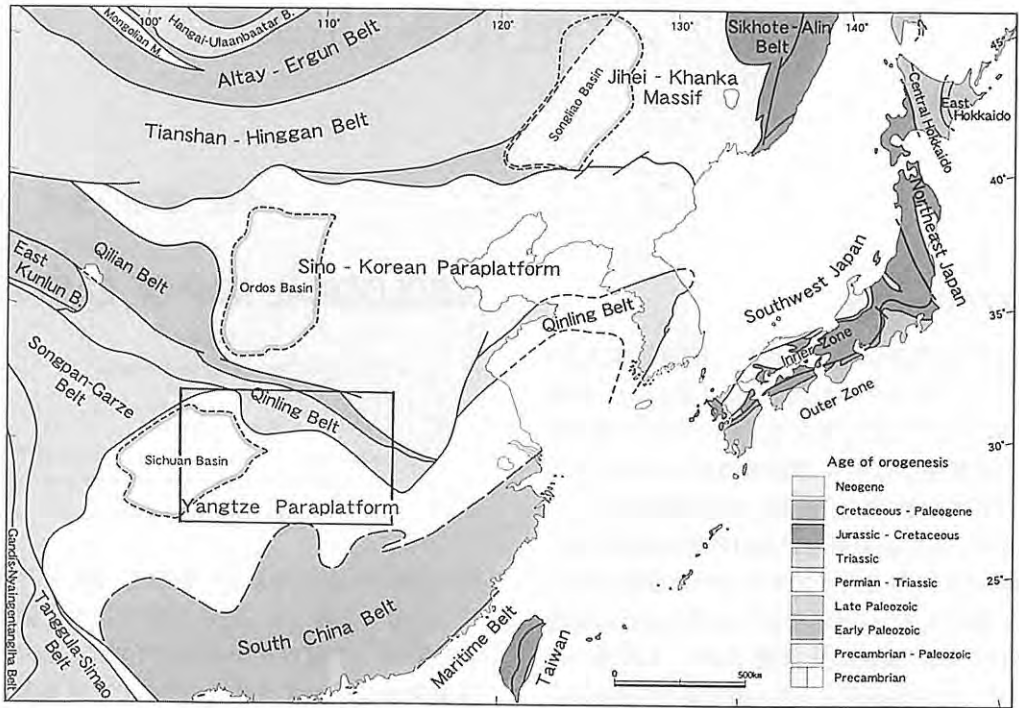 100°
110°
120°
130°
140°
45°
Mongolian M.
Hangai-Ulaanbaatar B.
Altay - Ergun Belt
Tianshan - Hinggan Belt
Songliao Basin
Jihei - Khanka
Massif
Sikhote-Alin
Belt
Central Hokkaido
East
Hokkaido
40°
Northeast Japan
Qilian Belt
East
Kunlun B.
Ordos Basin
Sino - Korean Paraplatform
Qinling Belt
Southwest Japan
Inner Zone
Outer Zone
35°
Songpan-Garze
Belt
Qinling Belt
Sichuan Basin
Yangtze Paraplatform
30°
Gandis-Nyainqentanglha Belt
Tanggula-Simao
Belt
South China Belt
Maritime Belt
Taiwan
25°
0
500km
Age of orogenesis
Neogene
Cretaceous - Paleogene
Jurassic - Cretaceous
Triassic
Permian - Triassic
Late Paleozoic
Early Paleozoic
Precambrian - Paleozoic
Precambrian